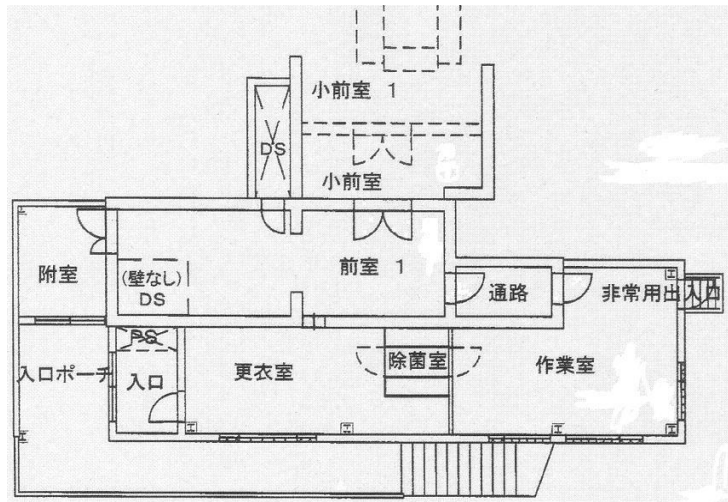 小前室 1
DS
小前室
附室
(壁なし)
DS
前室 1
通路
非常用出入口
PS
入口ポーチ
入口
更衣室
除菌室
作業室